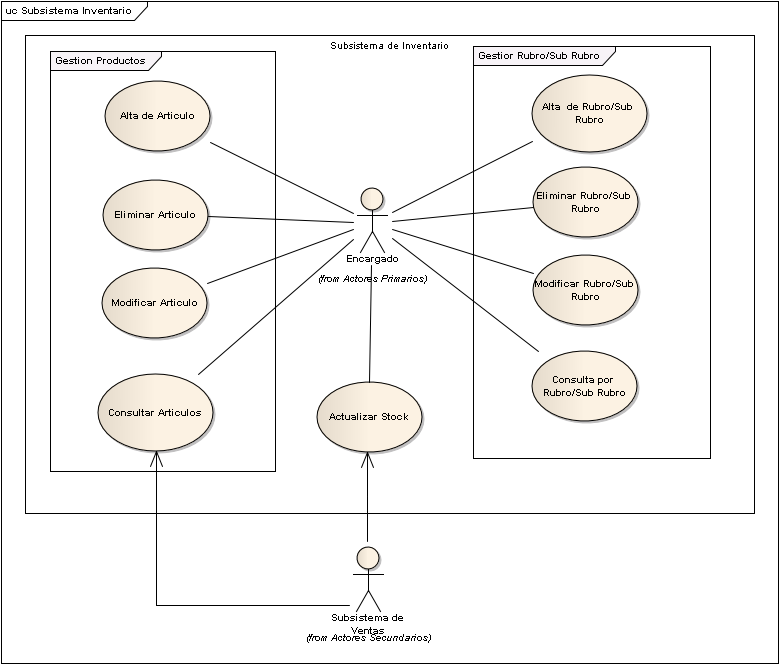 uc Subsistema Inventario
Subsistema de Inventario
Gestion Productos
Alta de Articulo
Eliminar Articulo
Modificar Articulo
Consultar Articulos
Encargado
(from Actores Primarios)
Actualizar Stock
Gestior Rubro/Sub Rubro
Alta de Rubro/Sub
Rubro
Eliminar Rubro/Sub
Rubro
Modificar Rubro/Sub
Rubro
Consulta por
Rubro/Sub Rubro
Subsistema de
Ventas
(from Actores Secundarios)